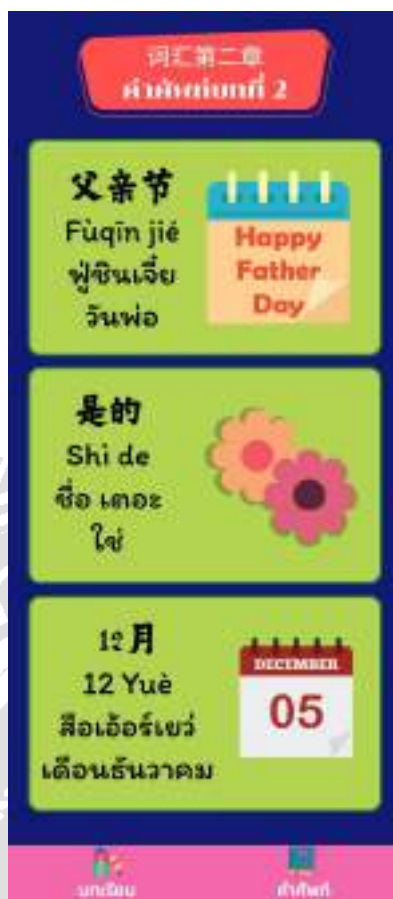 词汇第二章
คำศัพท์บทที่ 2
父亲节
Fùqīn jié
ฟู่ชินเจี๋ย
วันพ่อ
Happy
Father
Day
是的
Shì de
ชื่อ เตอะ
ใช่
12月
12 Yuè
สือเอ้อร์เยว่
เดือนธันวาคม
DECEMBER
05
บทเรียน
คำศัพท์